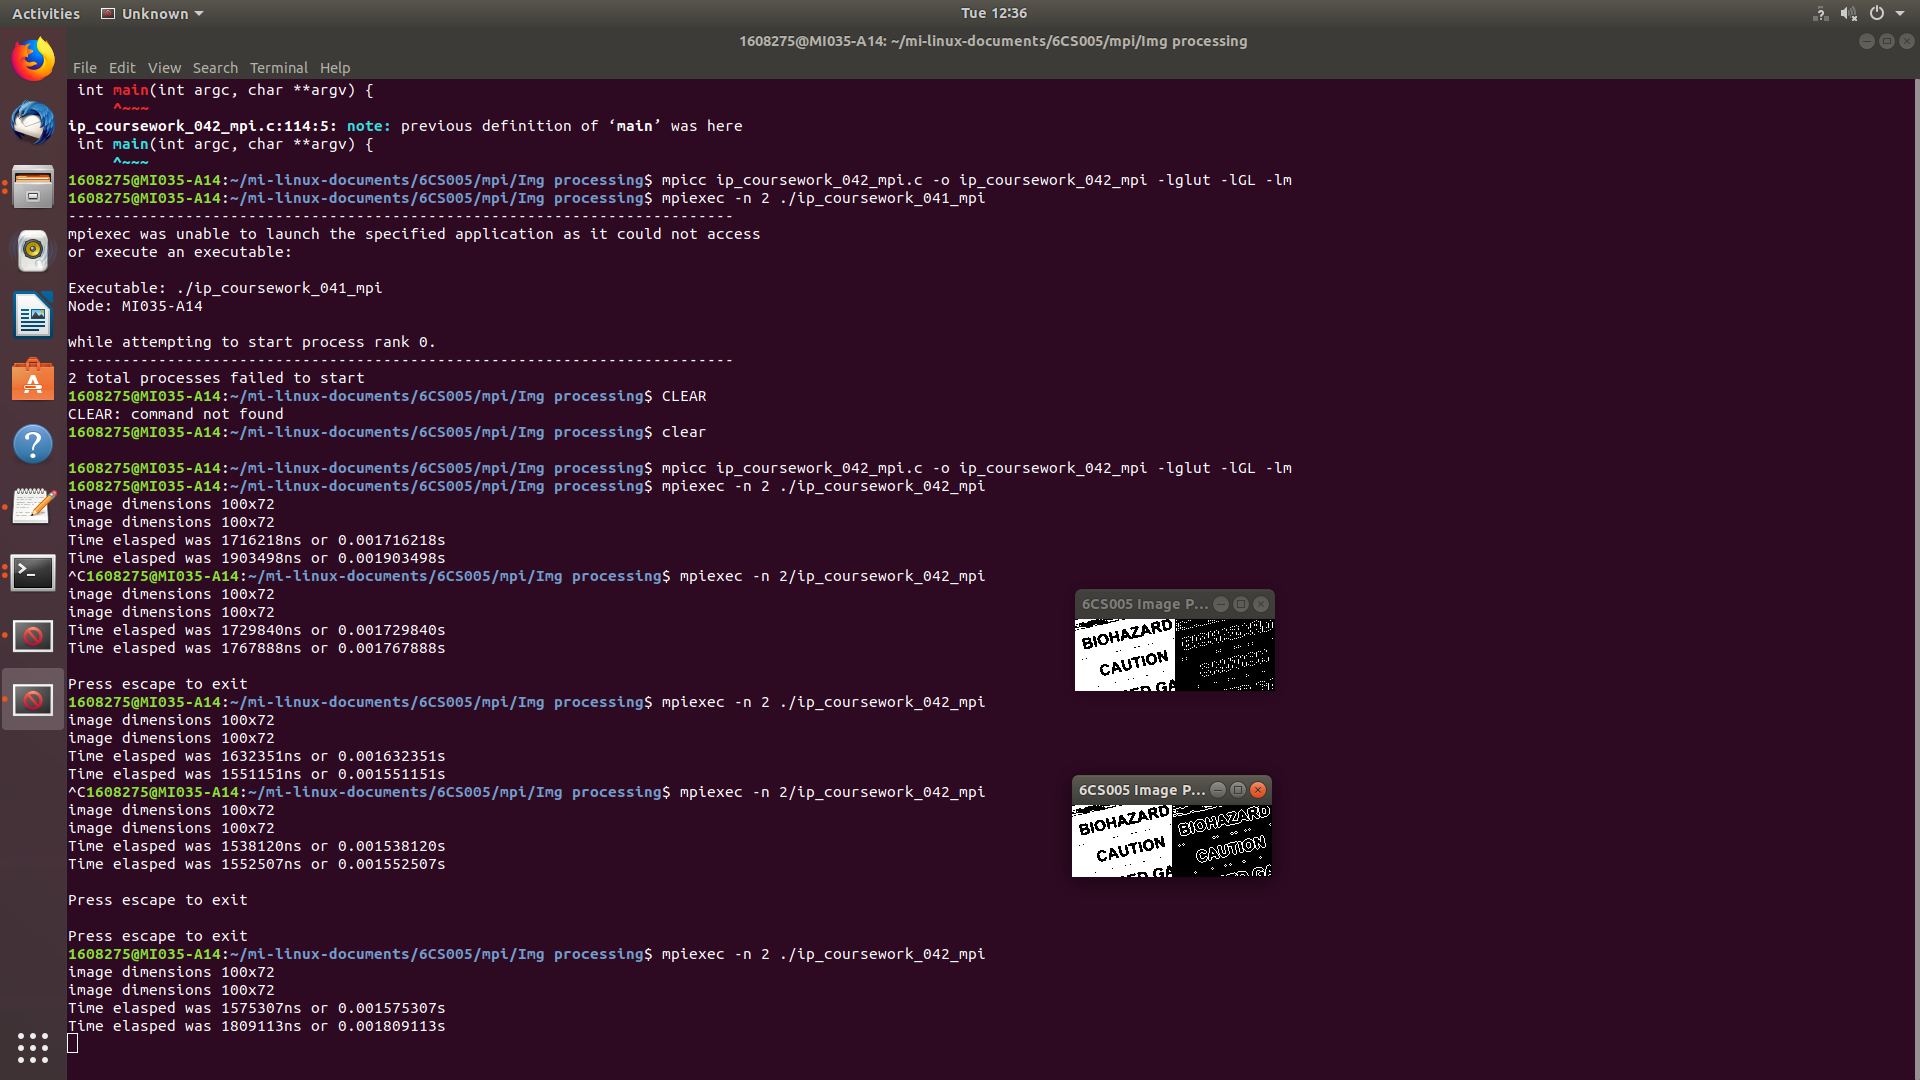 Activities
Unknown
Tue 12:36
1608275@MI035-A14: ~/mi-linux-documents/6CS005/mpi/Img processing
File Edit View Search Terminal Help
int main(int argc, char **argv) {
^~~~
ip_coursework_042_mpi.c:114:5: note: previous definition of ‘main’ was here
int main(int argc, char **argv) {
^~~~
1608275@MI035-A14:~/mi-linux-documents/6CS005/mpi/Img processing$ mpicc ip_coursework_042_mpi.c -o ip_coursework_042_mpi -lglut -lGL -lm
1608275@MI035-A14:~/mi-linux-documents/6CS005/mpi/Img processing$ mpiexec -n 2 ./ip_coursework_041_mpi
--------------------------------------------------------------------------
mpiexec was unable to launch the specified application as it could not access
or execute an executable:
Executable: ./ip_coursework_041_mpi
Node: MI035-A14
while attempting to start process rank 0.
--------------------------------------------------------------------------
2 total processes failed to start
1608275@MI035-A14:~/mi-linux-documents/6CS005/mpi/Img processing$ CLEAR
CLEAR: command not found
1608275@MI035-A14:~/mi-linux-documents/6CS005/mpi/Img processing$ clear
1608275@MI035-A14:~/mi-linux-documents/6CS005/mpi/Img processing$ mpicc ip_coursework_042_mpi.c -o ip_coursework_042_mpi -lglut -lGL -lm
1608275@MI035-A14:~/mi-linux-documents/6CS005/mpi/Img processing$ mpiexec -n 2 ./ip_coursework_042_mpi
image dimensions 100x72
image dimensions 100x72
Time elasped was 1716218ns or 0.001716218s
Time elasped was 1903498ns or 0.001903498s
^C1608275@MI035-A14:~/mi-linux-documents/6CS005/mpi/Img processing$ mpiexec -n 2/ip_coursework_042_mpi
image dimensions 100x72
image dimensions 100x72
Time elasped was 1729840ns or 0.001729840s
Time elasped was 1767888ns or 0.001767888s
Press escape to exit
1608275@MI035-A14:~/mi-linux-documents/6CS005/mpi/Img processing$ mpiexec -n 2 ./ip_coursework_042_mpi
image dimensions 100x72
image dimensions 100x72
Time elasped was 1632351ns or 0.001632351s
Time elasped was 1551151ns or 0.001551151s
^C1608275@MI035-A14:~/mi-linux-documents/6CS005/mpi/Img processing$ mpiexec -n 2/ip_coursework_042_mpi
image dimensions 100x72
image dimensions 100x72
Time elasped was 1538120ns or 0.001538120s
Time elasped was 1552507ns or 0.001552507s
Press escape to exit
Press escape to exit
1608275@MI035-A14:~/mi-linux-documents/6CS005/mpi/Img processing$ mpiexec -n 2 ./ip_coursework_042_mpi
image dimensions 100x72
image dimensions 100x72
Time elasped was 1575307ns or 0.001575307s
Time elasped was 1809113ns or 0.001809113s
6CS005 Image P...
BIOHAZARD
CAUTION
BIOHAZARD
CAUTION
6CS005 Image P...
BIOHAZARD
CAUTION
BIOHAZARD
CAUTION